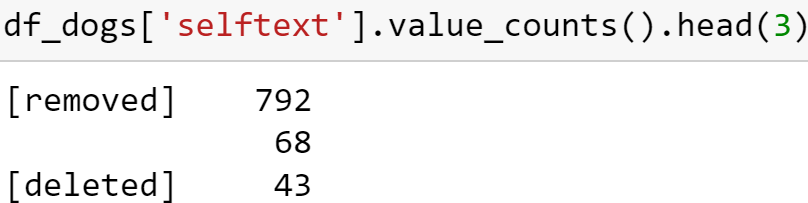 df_dogs['selftext'].value_counts().head(3)
[removed]    792
              68
[deleted]     43